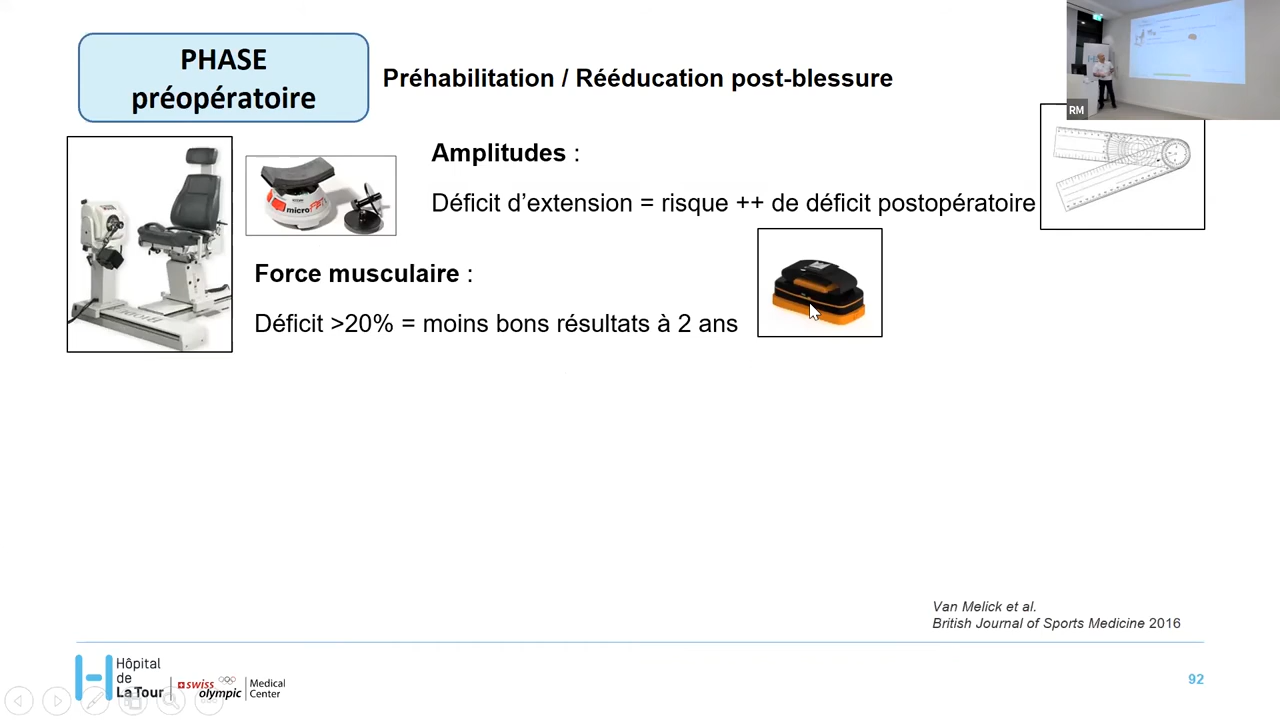 PHASE
préopératoire
Préhabilitation / Rééducation post-blessure
RM
Amplitudes :
Déficit d’extension = risque ++ de déficit postopératoire
micro
Force musculaire :
Déficit >20% = moins bons résultats à 2 ans
Van Melick et al.
British Journal of Sports Medicine 2016
Hôpital
de
La Tour
swiss
olympic
Medical
Center
92